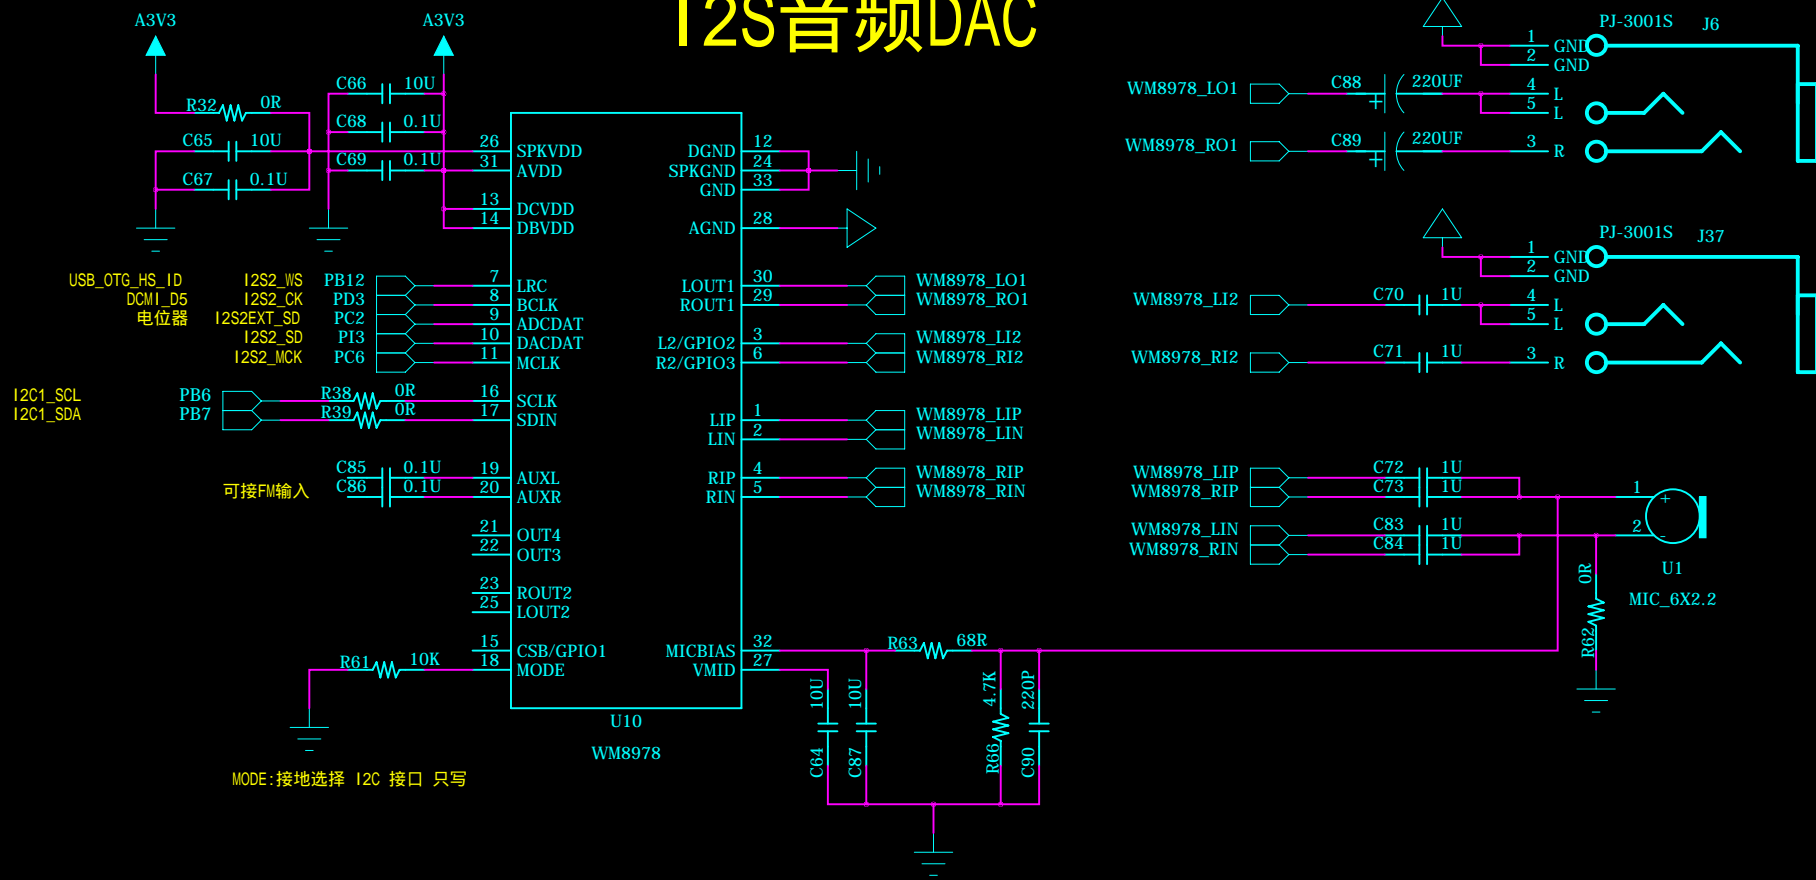 I2S音频DAC
A3V3
A3V3
C66 10U
R32 0R
C68 0.1U
C65 10U
C69 0.1U
C67 0.1U
26 SPKVDD
31 AVDD
13 DCVDD
14 DBVDD
DGND 12
SPKGND 24
GND 33
AGND 28
USB_OTG_HS_ID I2S2_WS PB12 7 LRC
DCMI_D5 I2S2_CK PD3 8 BCLK
电位器 I2S2EXT_SD PC2 9 ADCDAT
I2S2_SD PI3 10 DACDAT
I2S2_MCK PC6 11 MCLK
LOUT1 30 WM8978_LO1
ROUT1 29 WM8978_RO1
L2/GPIO2 3 WM8978_LI2
R2/GPIO3 6 WM8978_RI2
I2C1_SCL PB6 R38 0R 16 SCLK
I2C1_SDA PB7 R39 0R 17 SDIN
LIP 1 WM8978_LIP
LIN 2 WM8978_LIN
RIP 4 WM8978_RIP
RIN 5 WM8978_RIN
可接FM输入
C85 0.1U 19 AUXL
C86 0.1U 20 AUXR
21 OUT4
22 OUT3
23 ROUT2
25 LOUT2
15 CSB/GPIO1
R61 10K 18 MODE
MICBIAS 32
VMID 27
U10
WM8978
MODE:接地选择 I2C 接口 只写
R63 68R
C64 10U
C87 10U
R66 4.7K
C90 220P
PJ-3001S J6
1 GND
2 GND
WM8978_LO1 C88 + 220UF 4 L
5 L
WM8978_RO1 C89 + 220UF 3 R
PJ-3001S J37
1 GND
2 GND
WM8978_LI2 C70 1U 4 L
5 L
WM8978_RI2 C71 1U 3 R
WM8978_LIP C72 1U
WM8978_RIP C73 1U
WM8978_LIN C83 1U
WM8978_RIN C84 1U
1 +
2 -
U1
MIC_6X2.2
R62 0R